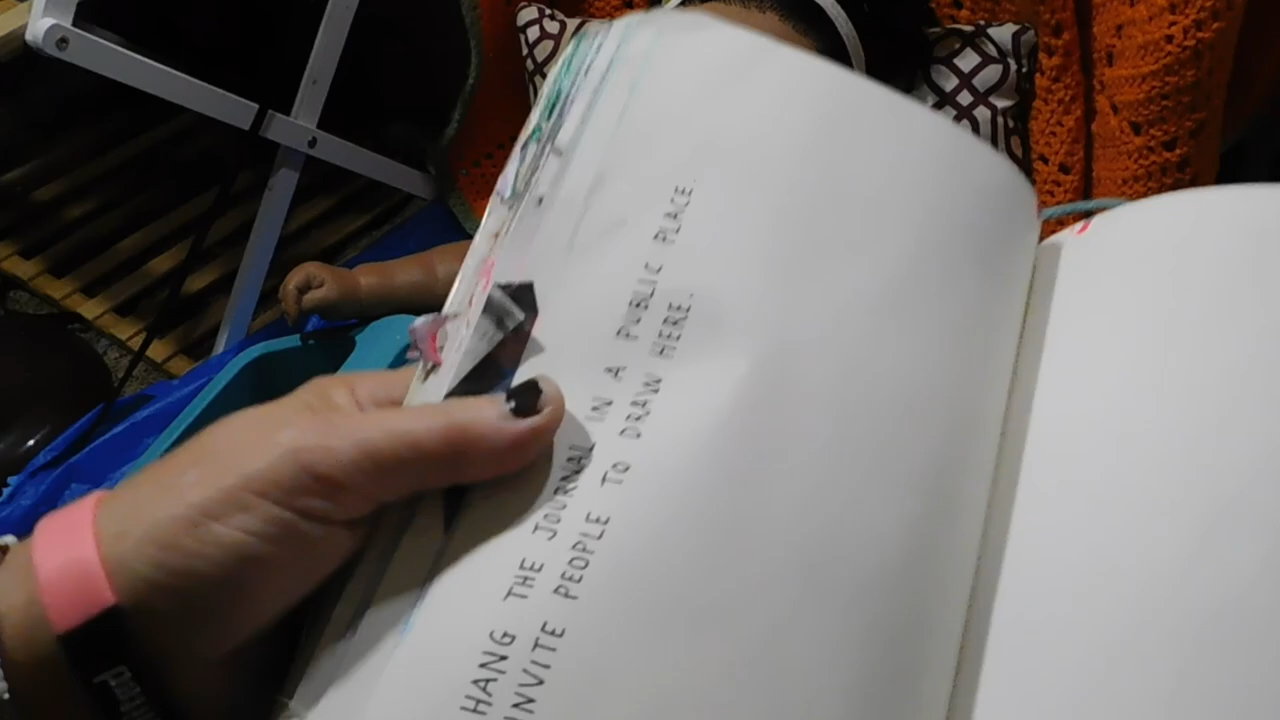 HANG THE JOURNAL IN A PUBLIC PLACE.
INVITE PEOPLE TO DRAW HERE.